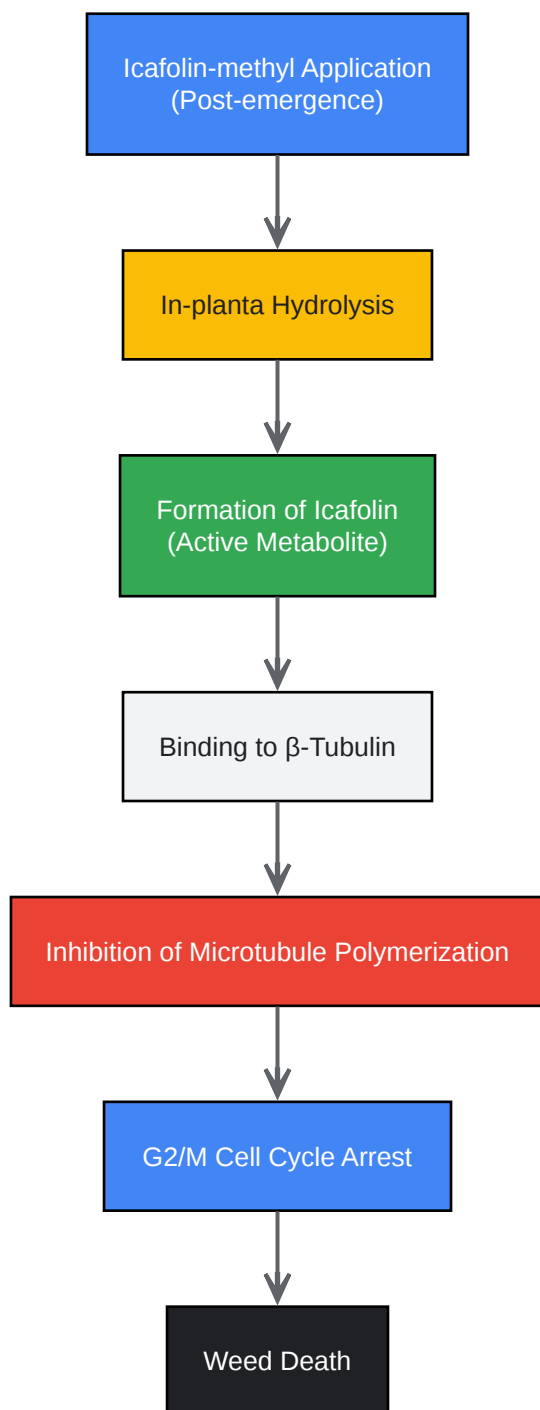 Icafolin-methyl Application
(Post-emergence)
In-planta Hydrolysis
Formation of Icafolin
(Active Metabolite)
Binding to β-Tubulin
Inhibition of Microtubule Polymerization
G2/M Cell Cycle Arrest
Weed Death